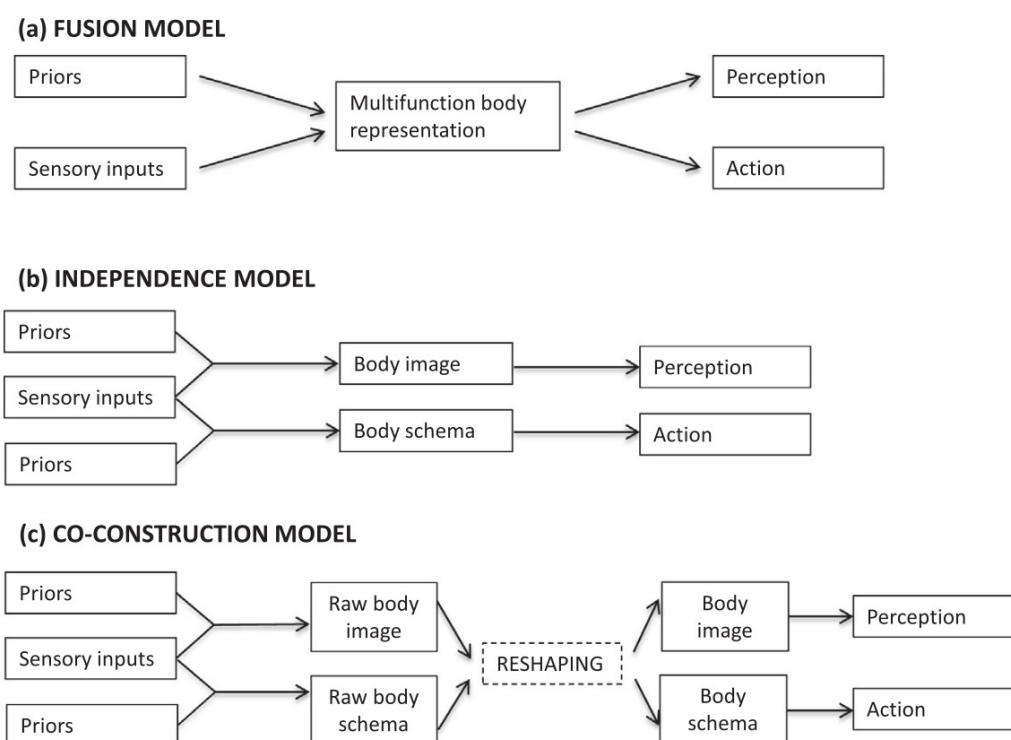 (a) FUSION MODEL
Priors
Multifunction body
representation
Perception
Sensory inputs
Action
(b) INDEPENDENCE MODEL
Priors
Body image
Perception
Sensory inputs
Body schema
Action
Priors
(c) CO-CONSTRUCTION MODEL
Priors
Raw body
image
Body
image
Perception
Sensory inputs
RESHAPING
Raw body
schema
Body
schema
Action
Priors